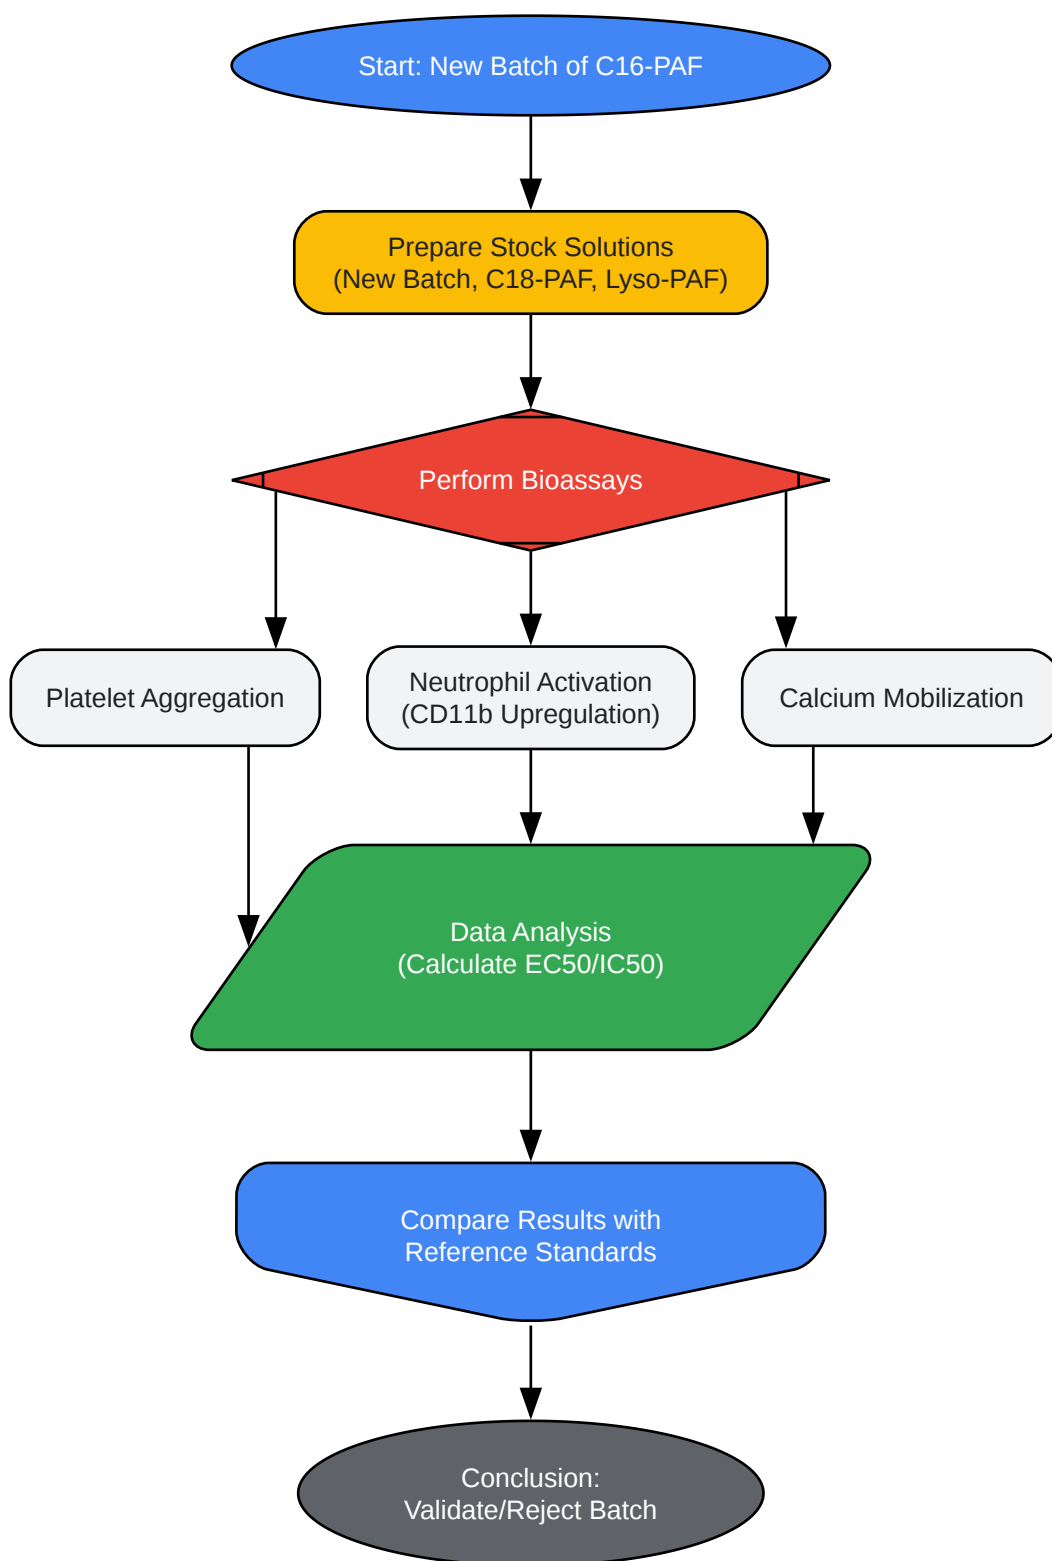 Start: New Batch of C16-PAF
Prepare Stock Solutions
(New Batch, C18-PAF, Lyso-PAF)
Perform Bioassays
Platelet Aggregation
Neutrophil Activation
(CD11b Upregulation)
Calcium Mobilization
Data Analysis
(Calculate EC50/IC50)
Compare Results with
Reference Standards
Conclusion:
Validate/Reject Batch